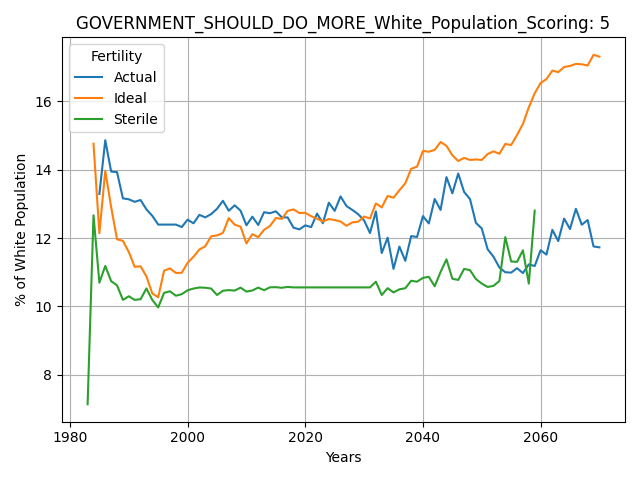 GOVERNMENT_SHOULD_DO_MORE_White_Population_Scoring: 5
Fertility
Actual
Ideal
Sterile
% of White Population
16
14
12
10
8
1980
2000
2020
2040
2060
Years